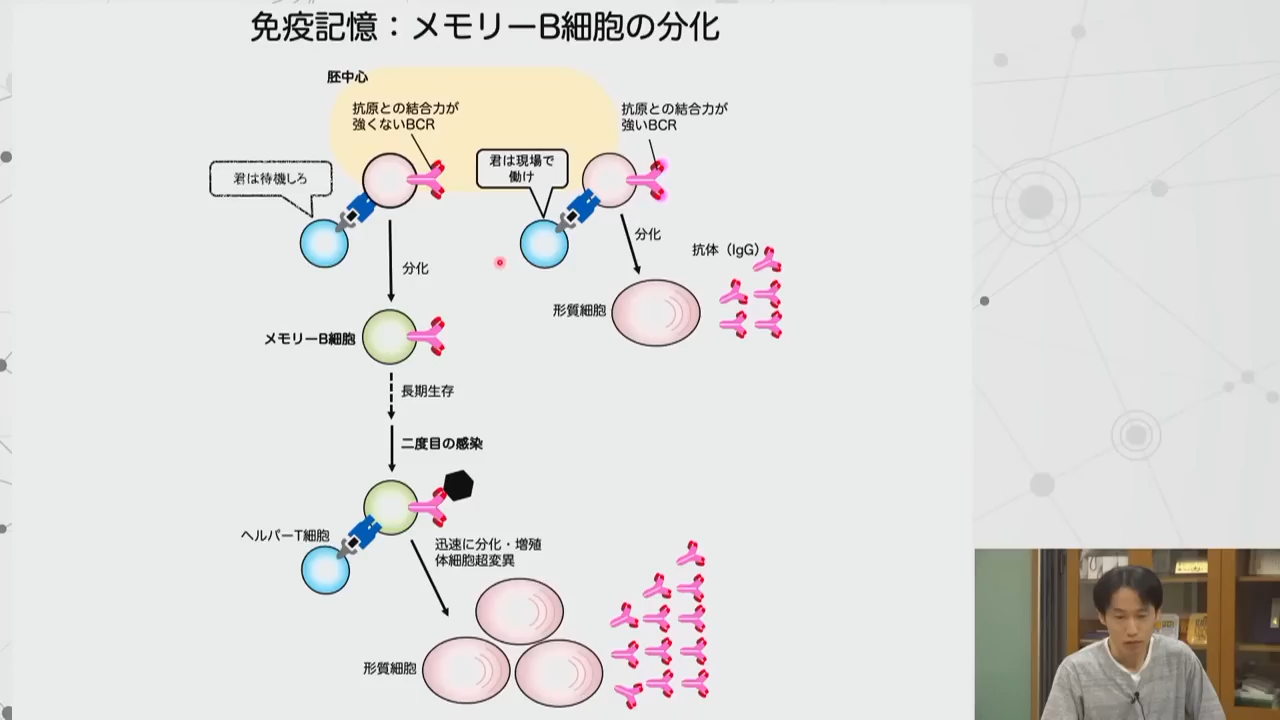 免疫記憶：メモリーB細胞の分化
胚中心
抗原との結合力が
強くないBCR
抗原との結合力が
強いBCR
君は待機しろ
君は現場で
働け
分化
分化
抗体（IgG）
形質細胞
メモリーB細胞
長期生存
二度目の感染
ヘルパーT細胞
迅速に分化・増殖
体細胞超変異
形質細胞